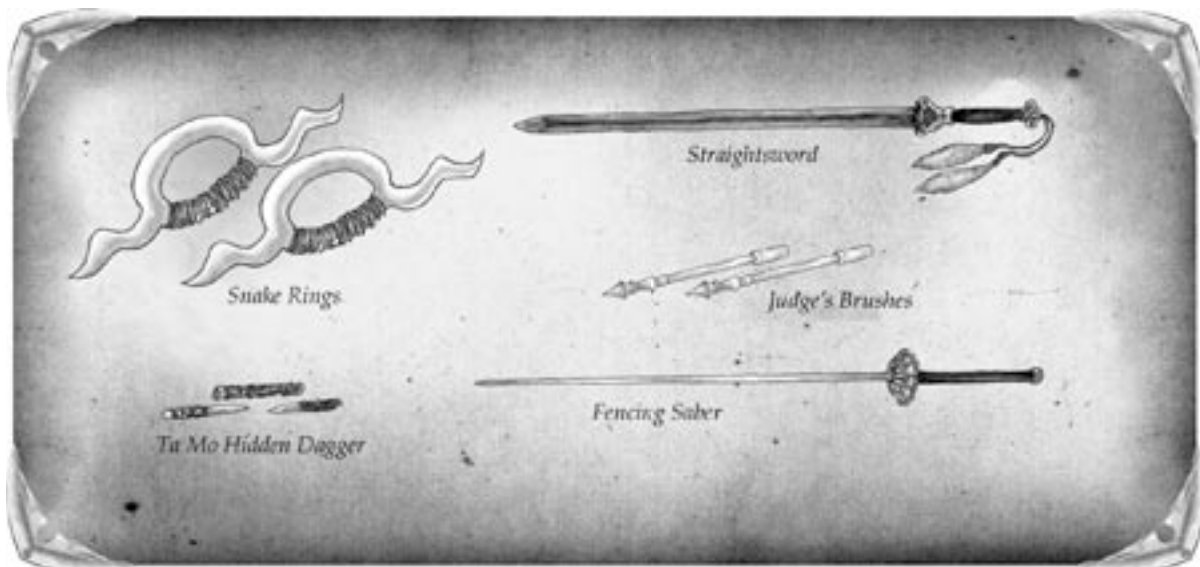 Straightsword
Snake Rings
Judge's Brushes
Fencing Saber
Ta Mo Hidden Dagger